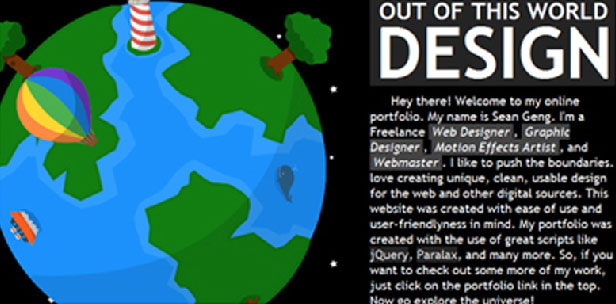 OUT OF THIS WORLD
DESIGN
Hey there! Welcome to my online
portfolio. My name is Sean Geng. I'm a
Freelance Web Designer , Graphic
Designer , Motion Effects Artist , and
Webmaster . I like to push the boundaries.
love creating unique, clean, usable design
for the web and other digital sources. This
website was created with ease of use and
user-friendlyness in mind. My portfolio was
created with the use of great scripts like
jQuery, Paralax, and many more. So, if you
want to check out some more of my work,
just click on the portfolio link in the top.
Now go explore the universe!